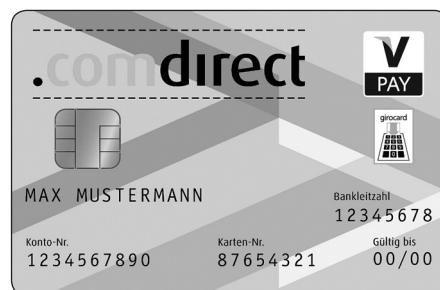 .comdirect
V
PAY
girocard
MAX MUSTERMANN
Bankleitzahl
12345678
Konto-Nr. Karten-Nr. Gültig bis
1234567890 87654321 00/00